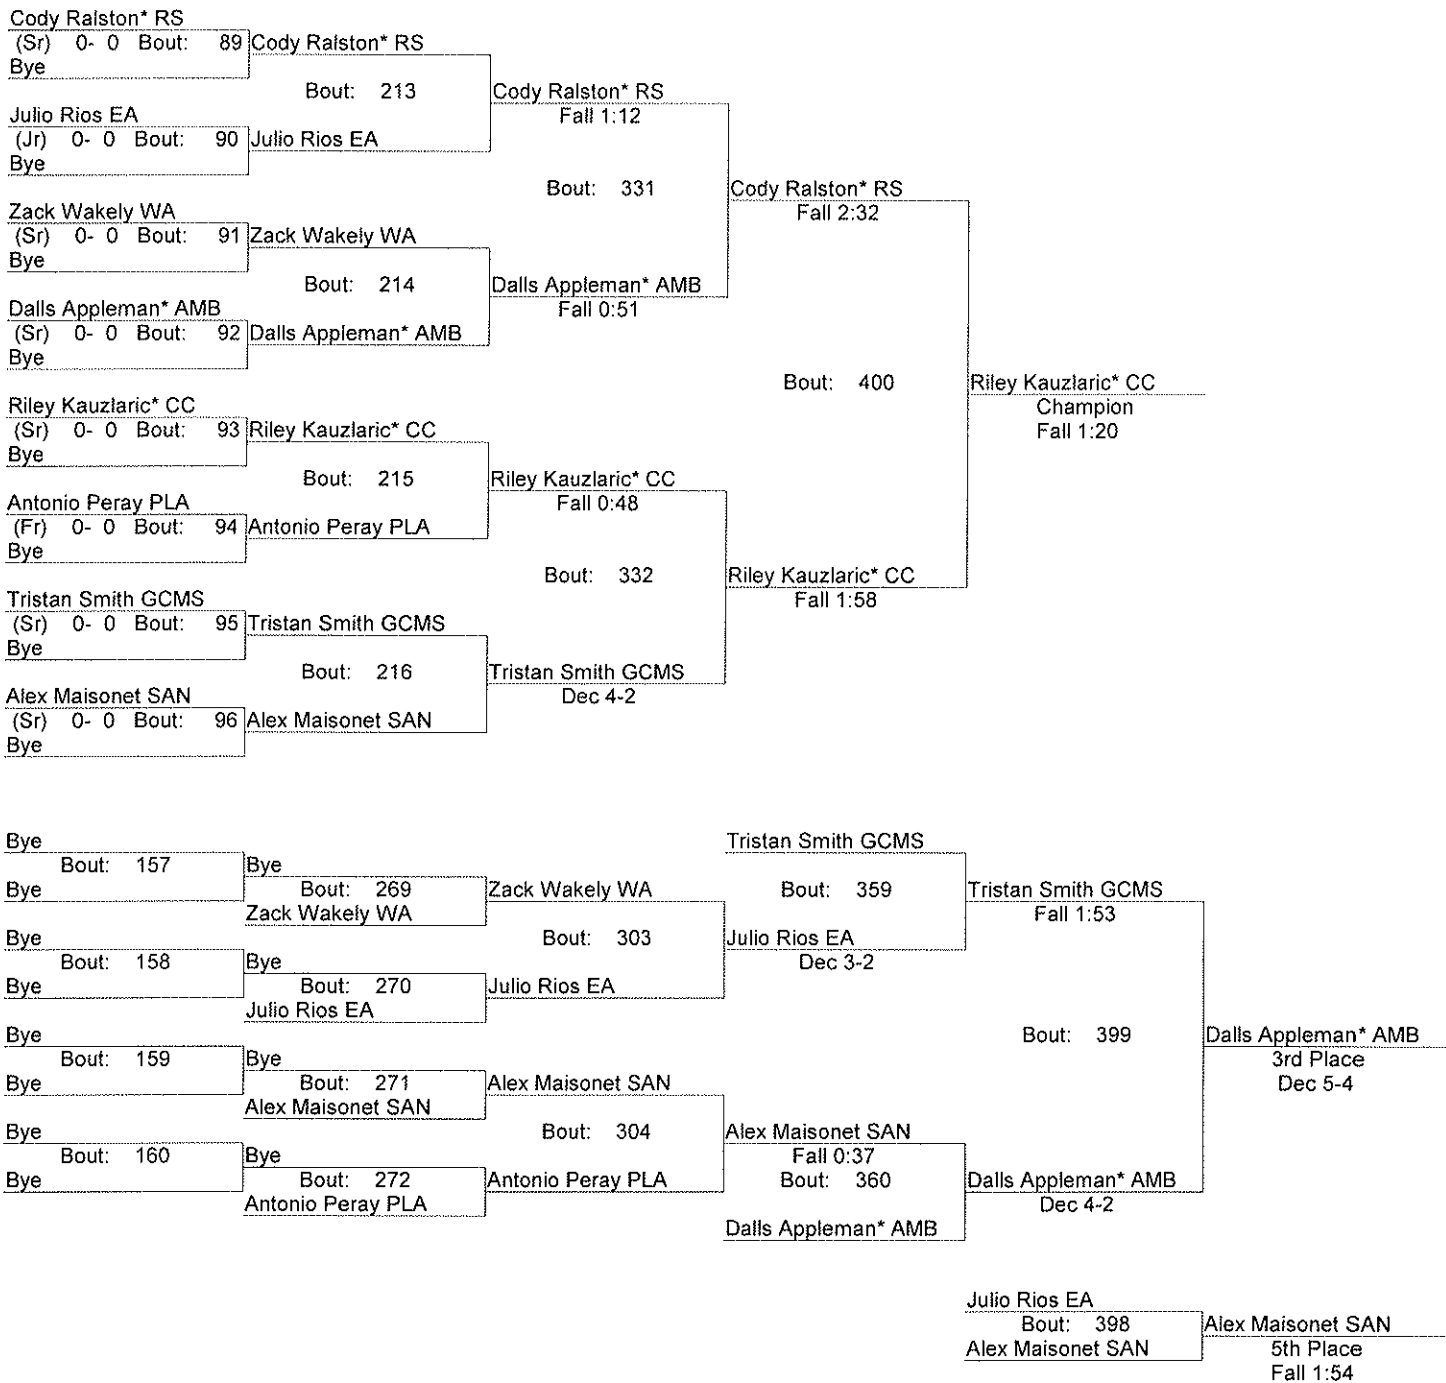 Cody Ralston* RS
(Sr) 0- 0 Bout: 89 Cody Ralston* RS
Bye
Bout: 213 Cody Ralston* RS
Julio Rios EA Fall 1:12
(Jr) 0- 0 Bout: 90 Julio Rios EA
Bye
Zack Wakely WA Bout: 331 Cody Ralston* RS
(Sr) 0- 0 Bout: 91 Zack Wakely WA Fall 2:32
Bye
Bout: 214 Dalls Appleman* AMB
Dalls Appleman* AMB Fall 0:51
(Sr) 0- 0 Bout: 92 Dalls Appleman* AMB
Bye
Bout: 400 Riley Kauzlaric* CC
Riley Kauzlaric* CC Champion
(Sr) 0- 0 Bout: 93 Riley Kauzlaric* CC Fall 1:20
Bye
Bout: 215 Riley Kauzlaric* CC
Antonio Peray PLA Fall 0:48
(Fr) 0- 0 Bout: 94 Antonio Peray PLA
Bye
Bout: 332 Riley Kauzlaric* CC
Tristan Smith GCMS Fall 1:58
(Sr) 0- 0 Bout: 95 Tristan Smith GCMS
Bye
Bout: 216 Tristan Smith GCMS
Alex Maisonet SAN Dec 4-2
(Sr) 0- 0 Bout: 96 Alex Maisonet SAN
Bye
Bye Tristan Smith GCMS
Bout: 157 Bye
Bye Bout: 269 Zack Wakely WA Bout: 359 Tristan Smith GCMS
Zack Wakely WA Fall 1:53
Bye Bout: 303 Julio Rios EA
Bout: 158 Bye Dec 3-2
Bye Bout: 270 Julio Rios EA
Julio Rios EA
Bye Bout: 399 Dalls Appleman* AMB
Bout: 159 Bye 3rd Place
Bye Bout: 271 Alex Maisonet SAN Dec 5-4
Alex Maisonet SAN
Bye Bout: 304 Alex Maisonet SAN
Bout: 160 Bye Fall 0:37
Bye Bout: 272 Antonio Peray PLA Bout: 360 Dalls Appleman* AMB
Antonio Peray PLA Dec 4-2
Dalls Appleman* AMB
Julio Rios EA
Bout: 398 Alex Maisonet SAN
Alex Maisonet SAN 5th Place
Fall 1:54